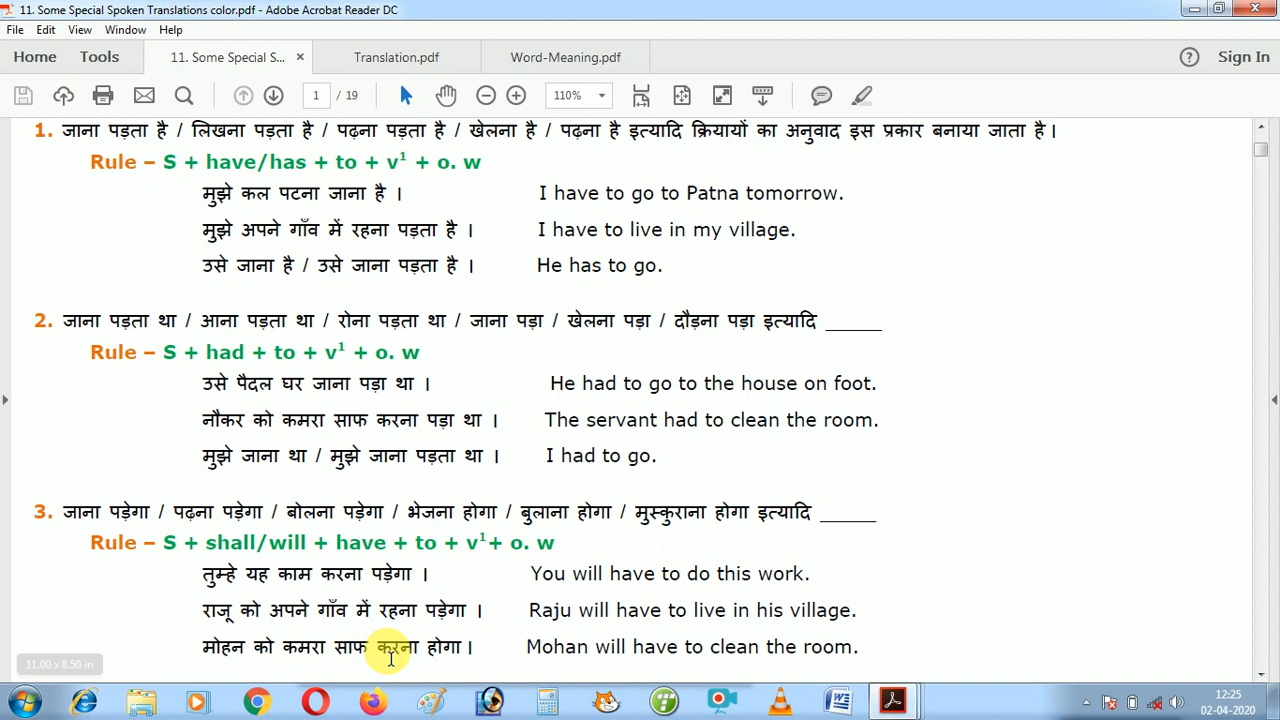 11. Some Special Spoken Translations color.pdf - Adobe Acrobat Reader DC
File Edit View Window Help
Home Tools 11. Some Special S... × Translation.pdf Word-Meaning.pdf ? Sign In
1 / 19 110%
1. जाना पड़ता है / लिखना पड़ता है / पढ़ना पड़ता है / खेलना है / पढ़ना है इत्यादि क्रियायों का अनुवाद इस प्रकार बनाया जाता है।
Rule – S + have/has + to + v¹ + o. w
मुझे कल पटना जाना है । I have to go to Patna tomorrow.
मुझे अपने गाँव में रहना पड़ता है । I have to live in my village.
उसे जाना है / उसे जाना पड़ता है । He has to go.
2. जाना पड़ता था / आना पड़ता था / रोना पड़ता था / जाना पड़ा / खेलना पड़ा / दौड़ना पड़ा इत्यादि _____
Rule – S + had + to + v¹ + o. w
उसे पैदल घर जाना पड़ा था । He had to go to the house on foot.
नौकर को कमरा साफ करना पड़ा था । The servant had to clean the room.
मुझे जाना था / मुझे जाना पड़ता था । I had to go.
3. जाना पड़ेगा / पढ़ना पड़ेगा / बोलना पड़ेगा / भेजना होगा / बुलाना होगा / मुस्कुराना होगा इत्यादि _____
Rule – S + shall/will + have + to + v¹+ o. w
तुम्हे यह काम करना पड़ेगा । You will have to do this work.
राजू को अपने गाँव में रहना पड़ेगा । Raju will have to live in his village.
मोहन को कमरा साफ करना होगा । Mohan will have to clean the room.
11.00 x 8.50 in
12:25
02-04-2020